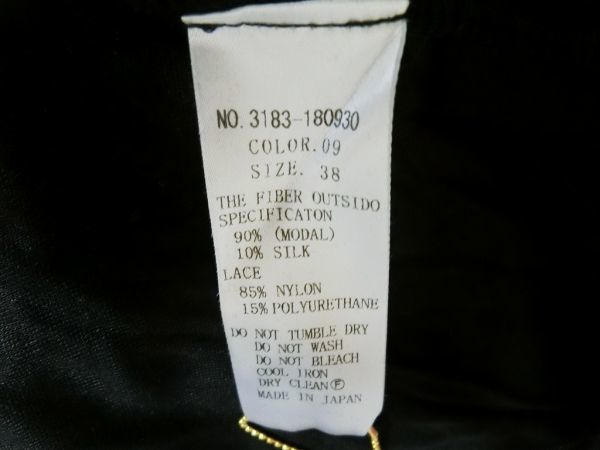 NO. 3183-180930
COLOR. 09
SIZE. 38
THE FIBER OUTSIDO
SPECIFICATON
90% (MODAL)
10% SILK
LACE
85% NYLON
15% POLYURETHANE
DO NOT TUMBLE DRY
DO NOT WASH
DO NOT BLEACH
COOL IRON
DRY CLEAN Ⓕ
MADE IN JAPAN